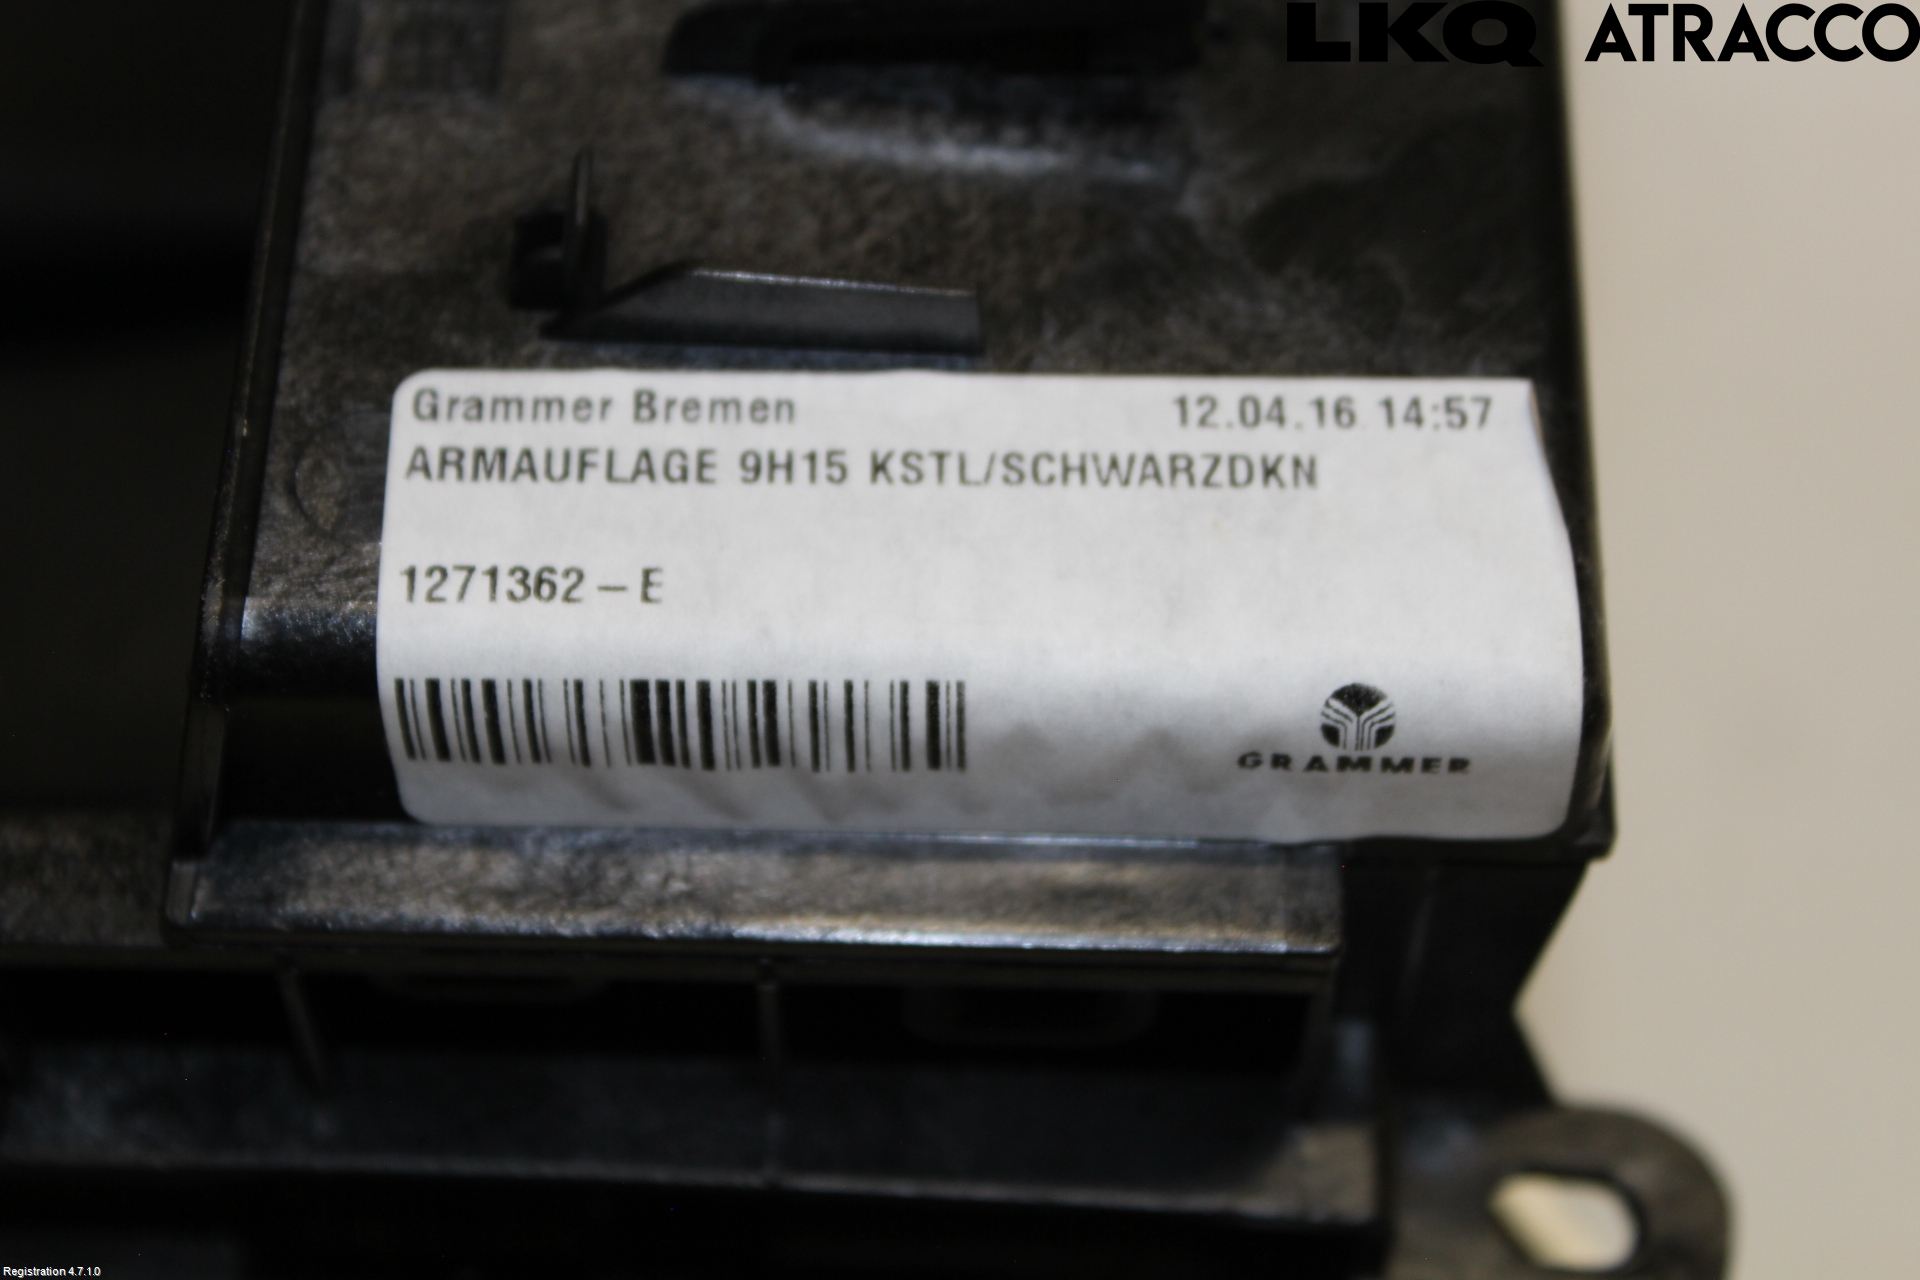 LKQ ATRACCO
Grammer Bremen 12.04.16 14:57
ARMAUFLAGE 9H15 KSTL/SCHWARZDKN
1271362-E
GRAMMER
Registration 4.7.1.0